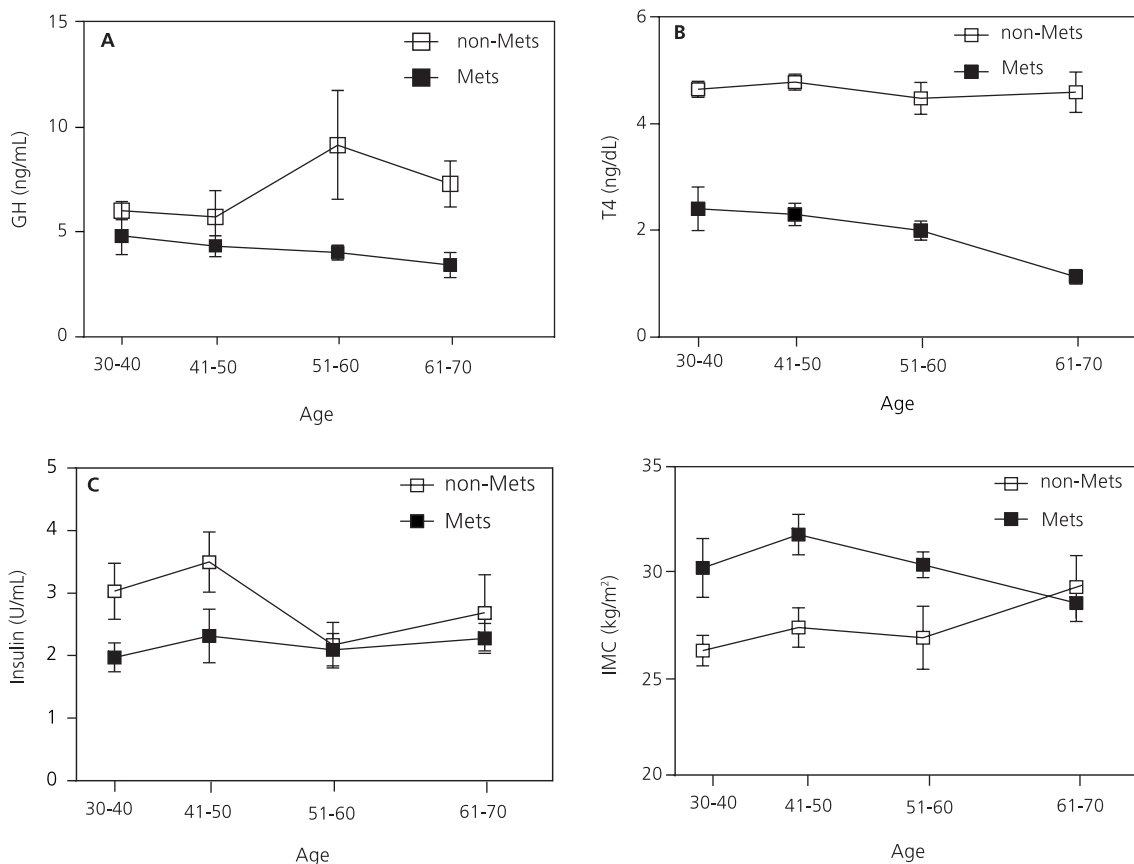 A
non-Mets
Mets
GH (ng/mL)
15
10
5
0
30-40 41-50 51-60 61-70
Age
B
non-Mets
Mets
T4 (ng/dL)
6
4
2
0
30-40 41-50 51-60 61-70
Age
C
non-Mets
Mets
Insulin (U/mL)
5
4
3
2
1
0
30-40 41-50 51-60 61-70
Age
non-Mets
Mets
IMC (kg/m²)
35
30
25
20
30-40 41-50 51-60 61-70
Age